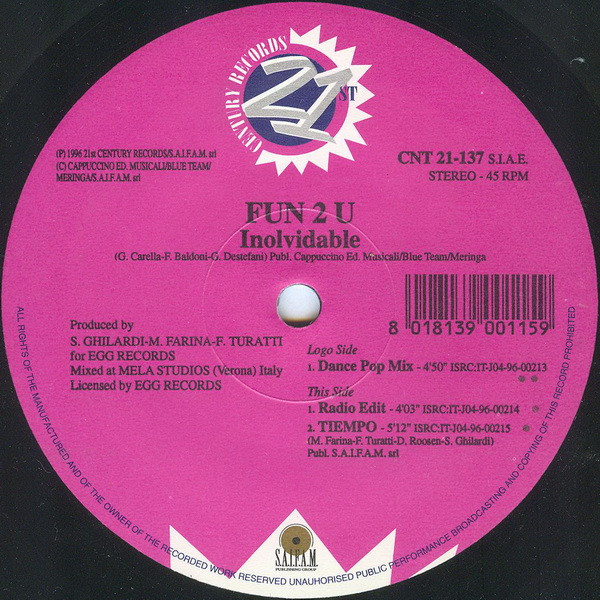 CENTURY RECORDS
21 ST
(P) 1996 21st CENTURY RECORDS/S.A.I.F.A.M. srl
(C) CAPPUCCINO ED. MUSICALI/BLUE TEAM/
MERINGA/S.A.I.F.A.M. srl
CNT 21-137 S.I.A.E.
STEREO - 45 RPM
FUN 2 U
Inolvidable
(G. Carella-F. Baldoni-G. Destefani) Publ. Cappuccino Ed. Musicali/Blue Team/Meringa
8 018139 001159
Produced by
S. GHILARDI-M. FARINA-F. TURATTI
for EGG RECORDS
Mixed at MELA STUDIOS (Verona) Italy
Licensed by EGG RECORDS
Logo Side
1. Dance Pop Mix - 4'50" ISRC:IT-J04-96-00213
This Side
1. Radio Edit - 4'03" ISRC:IT-J04-96-00214
2. TIEMPO - 5'12" ISRC:IT-J04-96-00215
(M. Farina-F. Turatti-D. Roosen-S. Ghilardi)
Publ. S.A.I.F.A.M. srl
S.A.I.F.A.M.
PUBLISHING GROUP
ALL RIGHTS OF THE MANUFACTURED AND OF THE OWNER OF THE RECORDED WORK RESERVED UNAUHORISED PUBLIC PERFORMANCE BROADCASTING AND COPYING OF THIS RECORD PROHIBITED